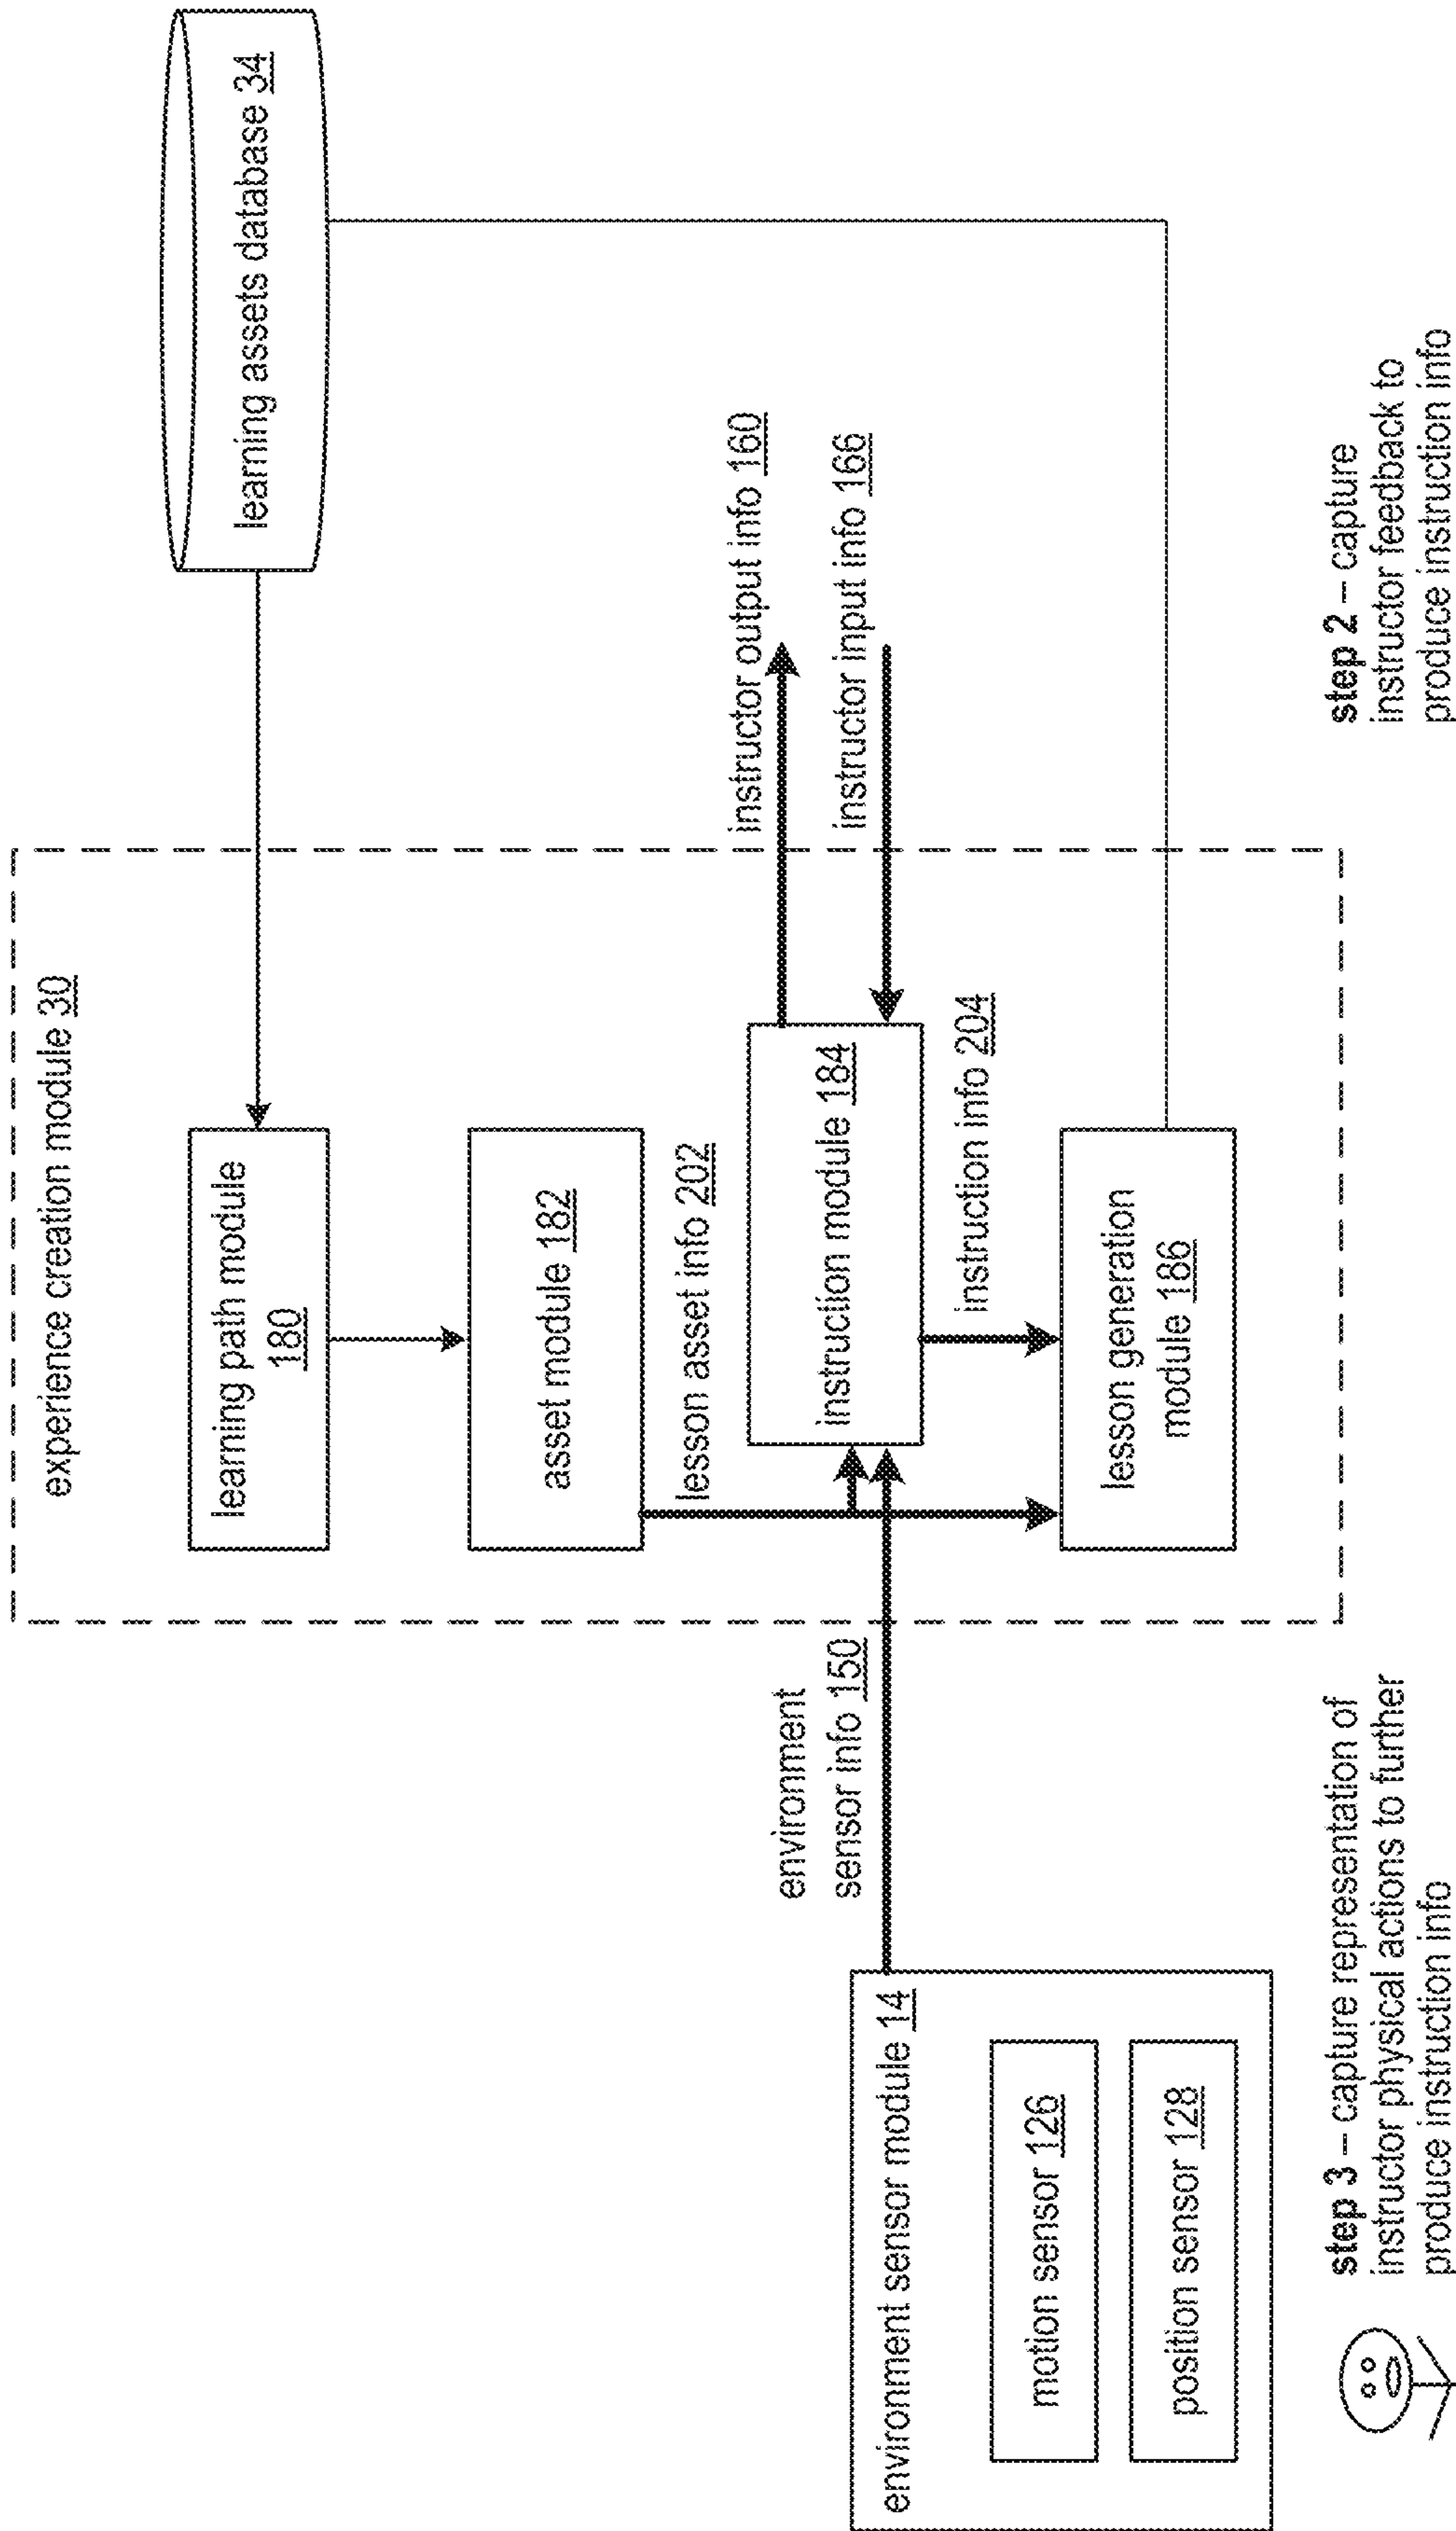 experience creation module 30
learning assets database 34
learning path module
180
asset module 182
lesson asset info 202
instructor output info 160
instructor input info 166
environment
sensor info 150
instruction module 184
instruction info 204
environment sensor module 14
motion sensor 126
position sensor 128
lesson generation
module 186
step 3 – capture representation of
instructor physical actions to further
produce instruction info
step 2 – capture
instructor feedback to
produce instruction info